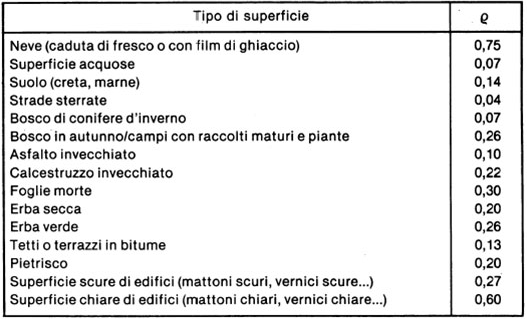 Tipo di superficie ϱ
Neve (caduta di fresco o con film di ghiaccio) 0,75
Superficie acquose 0,07
Suolo (creta, marne) 0,14
Strade sterrate 0,04
Bosco di conifere d'inverno 0,07
Bosco in autunno/campi con raccolti maturi e piante 0,26
Asfalto invecchiato 0,10
Calcestruzzo invecchiato 0,22
Foglie morte 0,30
Erba secca 0,20
Erba verde 0,26
Tetti o terrazzi in bitume 0,13
Pietrisco 0,20
Superficie scure di edifici (mattoni scuri, vernici scure...) 0,27
Superficie chiare di edifici (mattoni chiari, vernici chiare...) 0,60